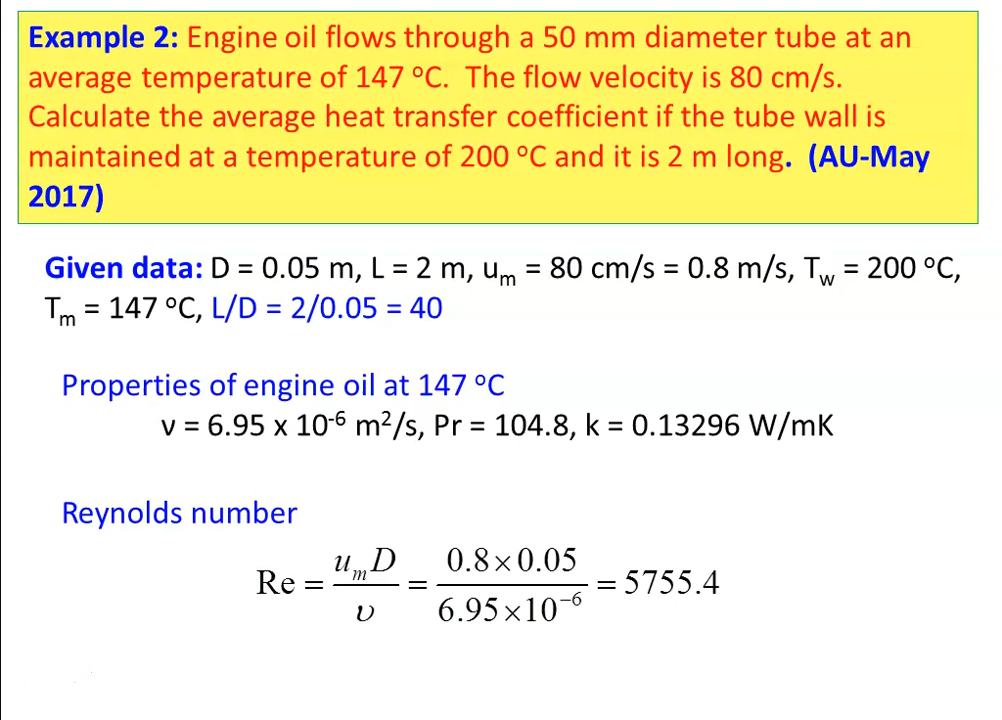 Example 2: Engine oil flows through a 50 mm diameter tube at an
average temperature of 147 °C. The flow velocity is 80 cm/s.
Calculate the average heat transfer coefficient if the tube wall is
maintained at a temperature of 200 °C and it is 2 m long. (AU-May
2017)
Given data: D = 0.05 m, L = 2 m, uₘ = 80 cm/s = 0.8 m/s, T_w = 200 °C,
Tₘ = 147 °C, L/D = 2/0.05 = 40
Properties of engine oil at 147 °C
ν = 6.95 x 10⁻⁶ m²/s, Pr = 104.8, k = 0.13296 W/mK
Reynolds number
Re = uₘD / υ = 0.8×0.05 / 6.95×10⁻⁶ = 5755.4